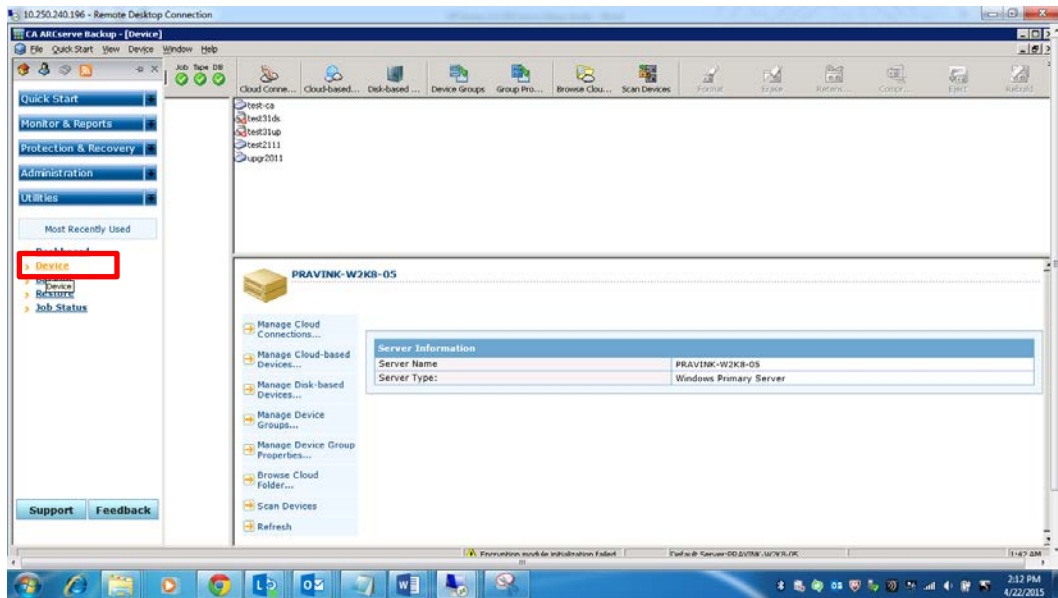 10.250.240.196 - Remote Desktop Connection
CA ARCserve Backup - [Device]
File Quick Start View Device Window Help
Job Tape DB
Cloud Conne... Cloud-based... Disk-based ... Device Groups Group Pro... Browse Clou... Scan Devices Format Erase Retens... Compr... Eject Rebuild
Quick Start
Monitor & Reports
Protection & Recovery
Administration
Utilities
Most Recently Used
Dashboard
Device
Device
Restore
Job Status
Support Feedback
test-ca
test31ds
test31up
test2111
upgr2011
PRAVINK-W2K8-05
Manage Cloud
Connections...
Manage Cloud-based
Devices...
Manage Disk-based
Devices...
Manage Device
Groups...
Manage Device Group
Properties...
Browse Cloud
Folder...
Scan Devices
Refresh
Server Information
Server Name PRAVINK-W2K8-05
Server Type: Windows Primary Server
Encryption module initialization failed
Default Server:PRAVINK-W2K8-05
1:42 AM
2:12 PM
4/22/2015